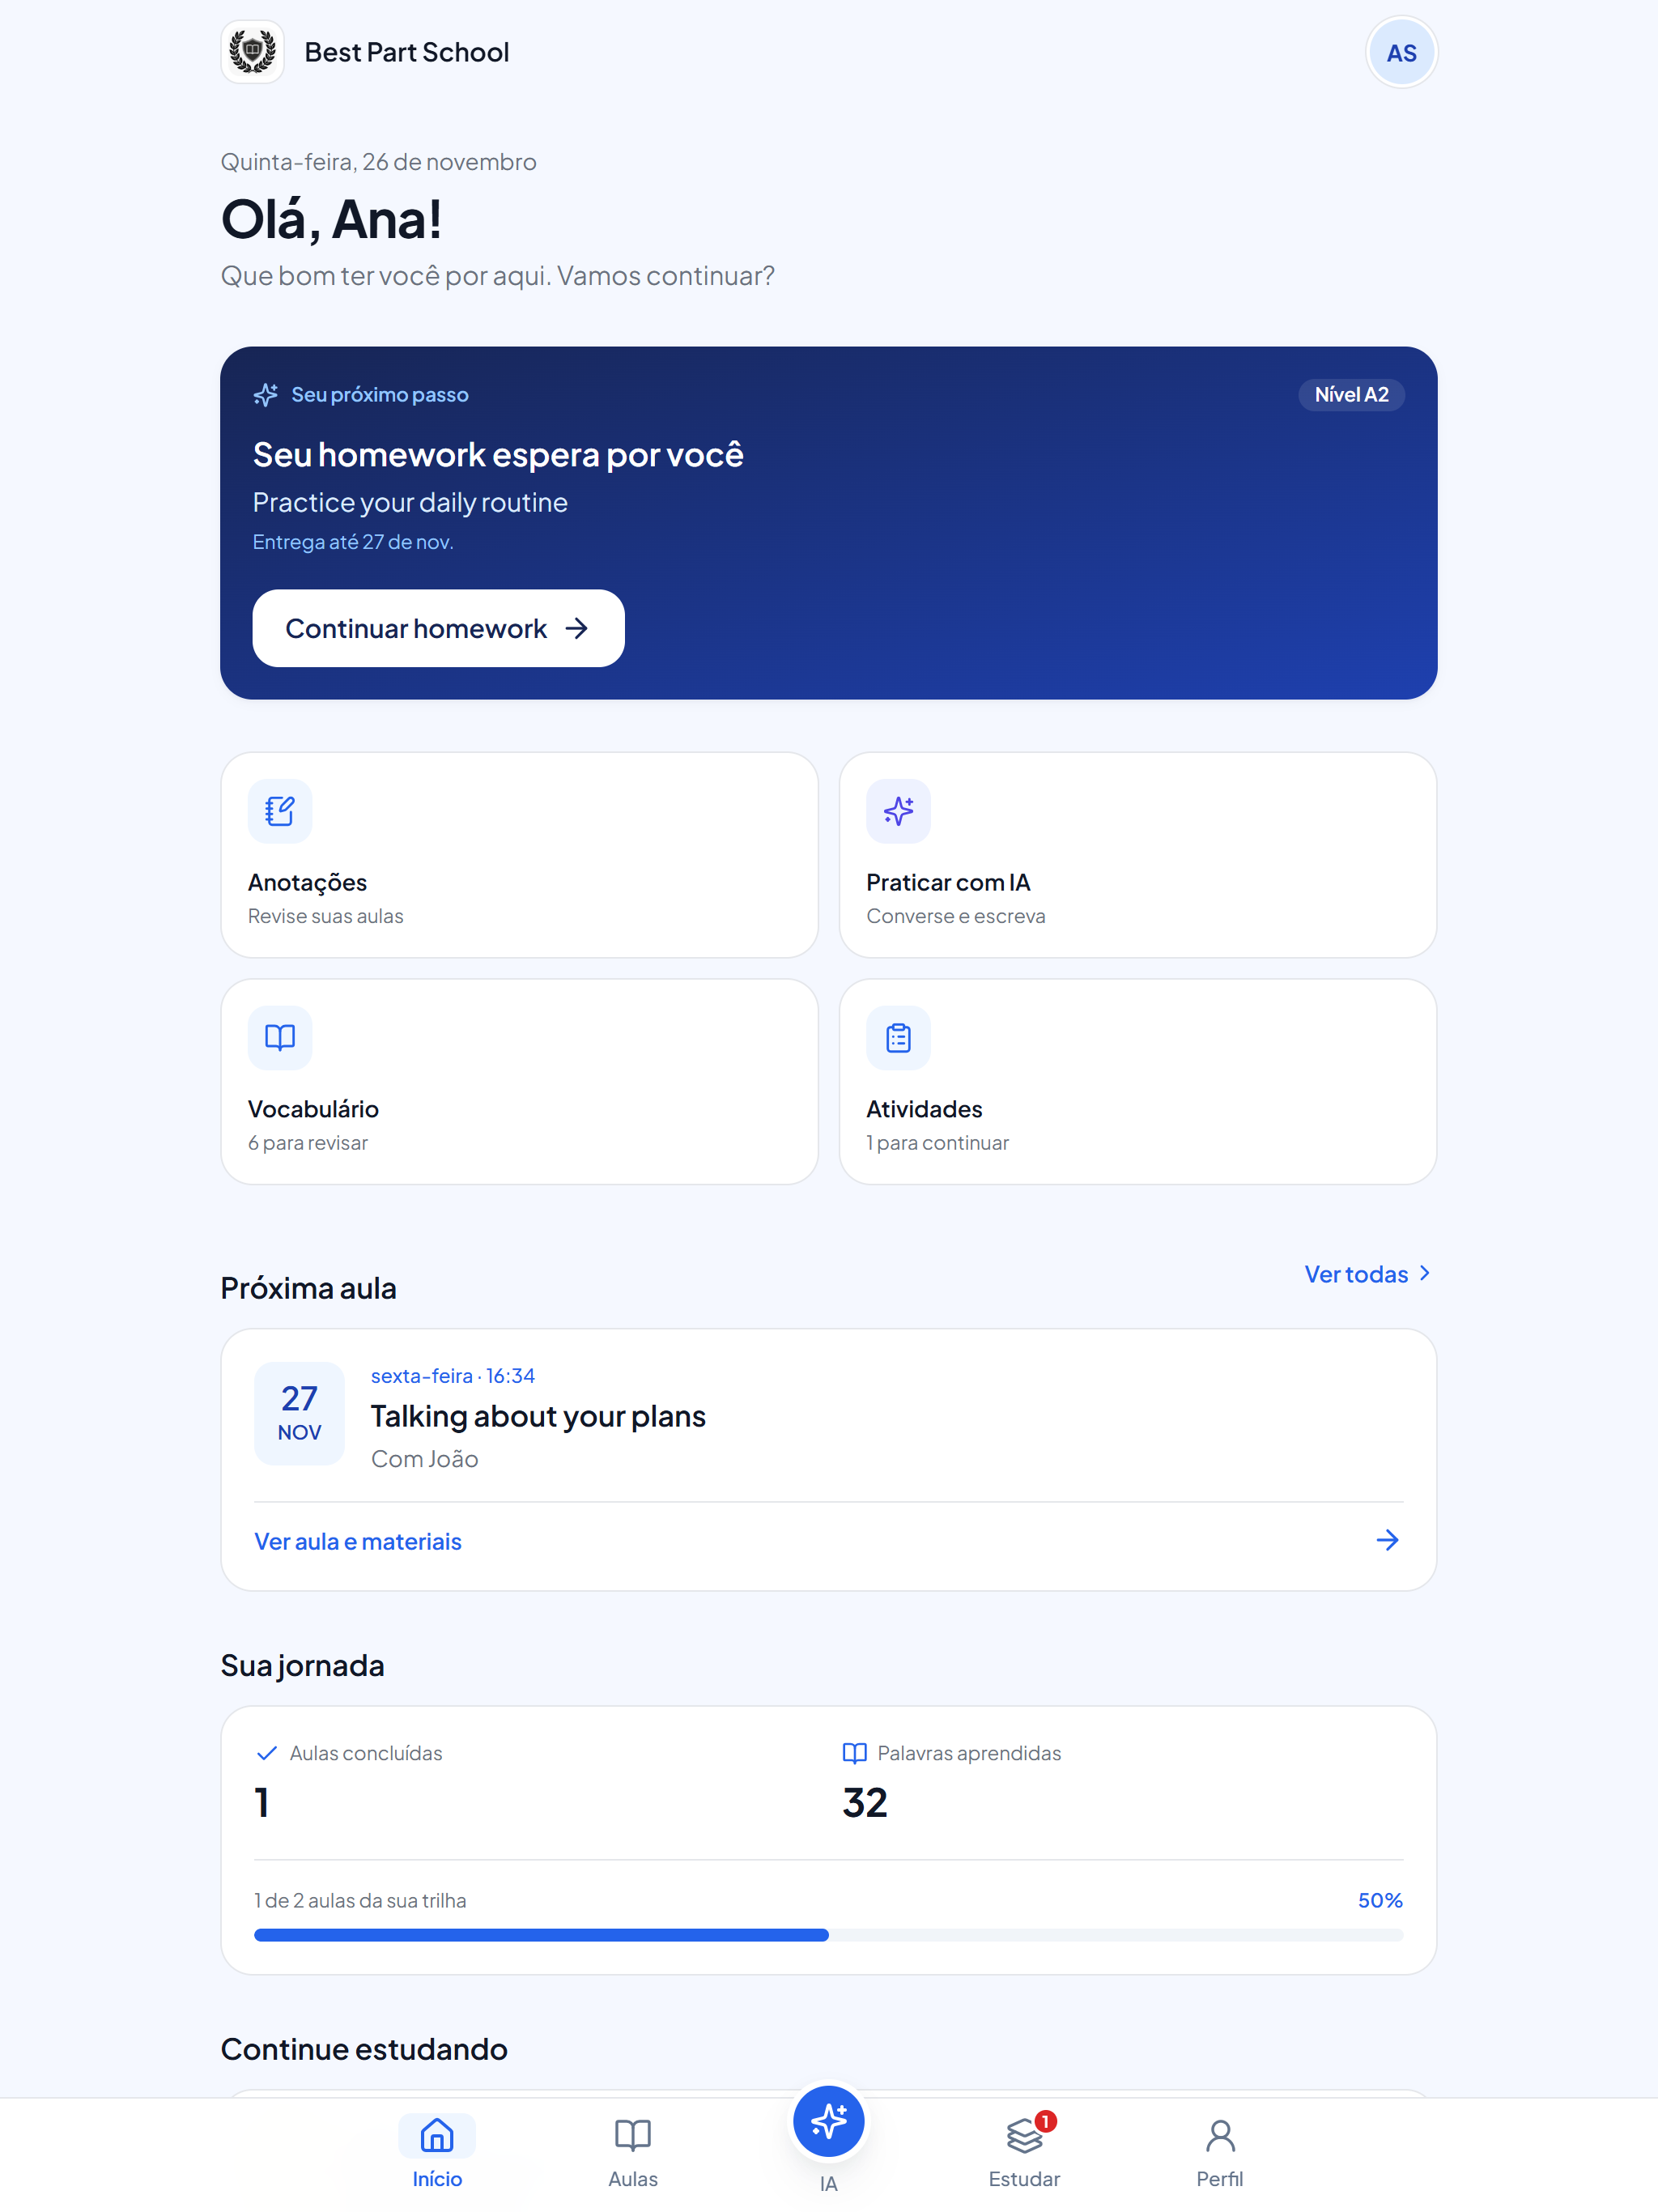 Best Part School
AS
Quinta-feira, 26 de novembro
Olá, Ana!
Que bom ter você por aqui. Vamos continuar?
Seu próximo passo
Nível A2
Seu homework espera por você
Practice your daily routine
Entrega até 27 de nov.
Continuar homework
Anotações
Revise suas aulas
Praticar com IA
Converse e escreva
Vocabulário
6 para revisar
Atividades
1 para continuar
Próxima aula
Ver todas
27
NOV
sexta-feira · 16:34
Talking about your plans
Com João
Ver aula e materiais
Sua jornada
Aulas concluídas
1
Palavras aprendidas
32
1 de 2 aulas da sua trilha
50%
Continue estudando
Início
Aulas
IA
1
Estudar
Perfil